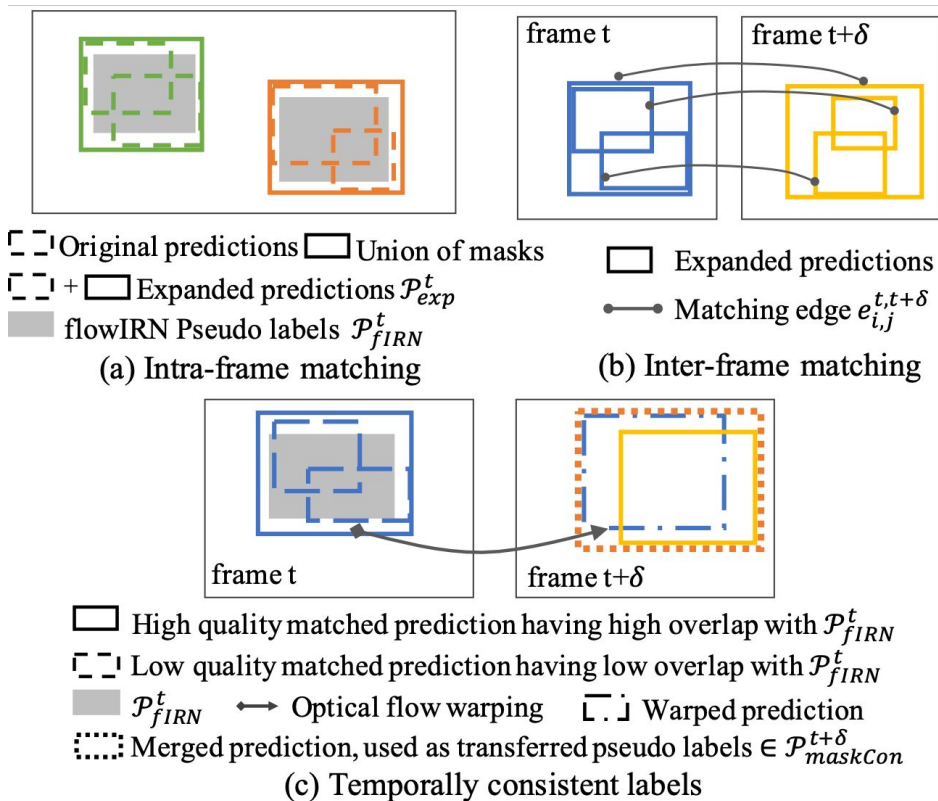 frame t
frame t+δ
Original predictions
Union of masks
+ Expanded predictions 𝒫^t_exp
flowIRN Pseudo labels 𝒫^t_fIRN
(a) Intra-frame matching
Expanded predictions
Matching edge e^{t,t+δ}_{i,j}
(b) Inter-frame matching
frame t
frame t+δ
High quality matched prediction having high overlap with 𝒫^t_fIRN
Low quality matched prediction having low overlap with 𝒫^t_fIRN
𝒫^t_fIRN Optical flow warping Warped prediction
Merged prediction, used as transferred pseudo labels ∈ 𝒫^{t+δ}_maskCon
(c) Temporally consistent labels